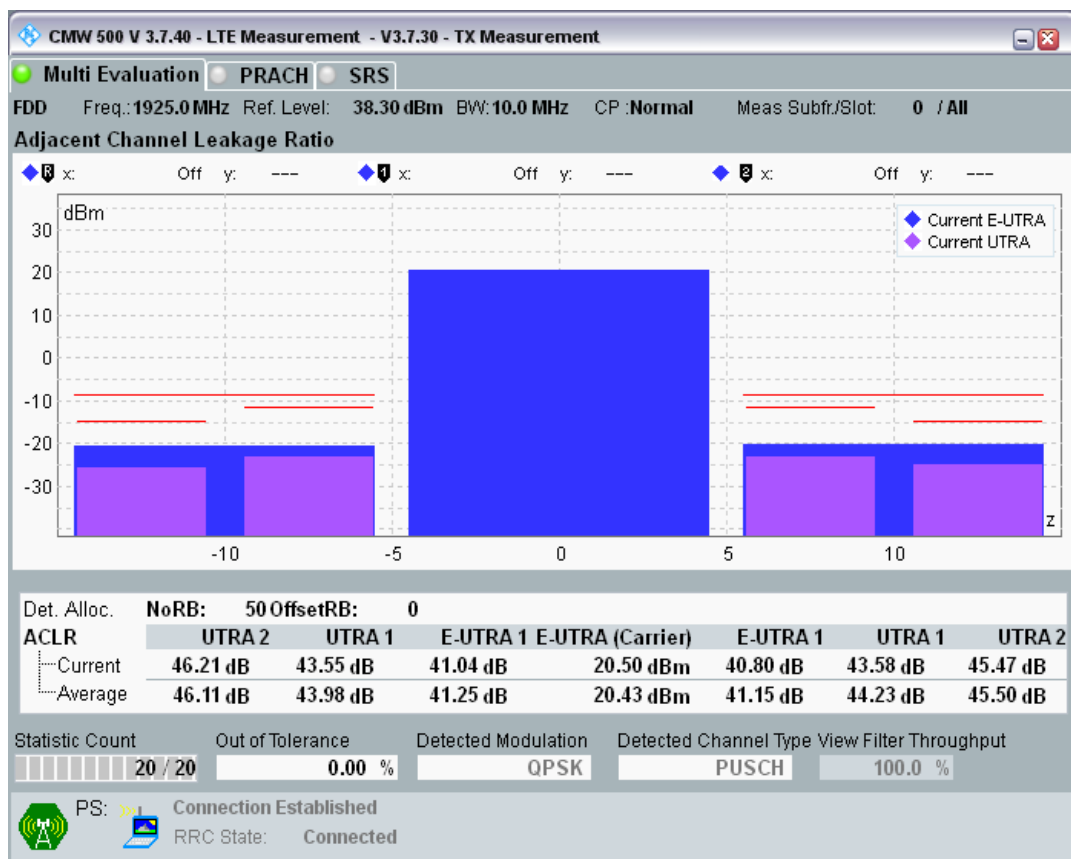 CMW 500 V 3.7.40 - LTE Measurement - V3.7.30 - TX Measurement
Multi Evaluation PRACH SRS
FDD Freq.: 1925.0 MHz Ref. Level: 38.30 dBm BW: 10.0 MHz CP :Normal Meas Subfr./Slot: 0 / All
Adjacent Channel Leakage Ratio
R x: Off y: --- 1 x: Off y: --- 2 x: Off y: ---
dBm
Current E-UTRA
Current UTRA
30
20
10
0
-10
-20
-30
z
-10 -5 0 5 10
Det. Alloc. NoRB: 50 OffsetRB: 0
ACLR UTRA 2 UTRA 1 E-UTRA 1 E-UTRA (Carrier) E-UTRA 1 UTRA 1 UTRA 2
Current 46.21 dB 43.55 dB 41.04 dB 20.50 dBm 40.80 dB 43.58 dB 45.47 dB
Average 46.11 dB 43.98 dB 41.25 dB 20.43 dBm 41.15 dB 44.23 dB 45.50 dB
Statistic Count Out of Tolerance Detected Modulation Detected Channel Type View Filter Throughput
20 / 20 0.00 % QPSK PUSCH 100.0 %
PS: Connection Established
RRC State: Connected